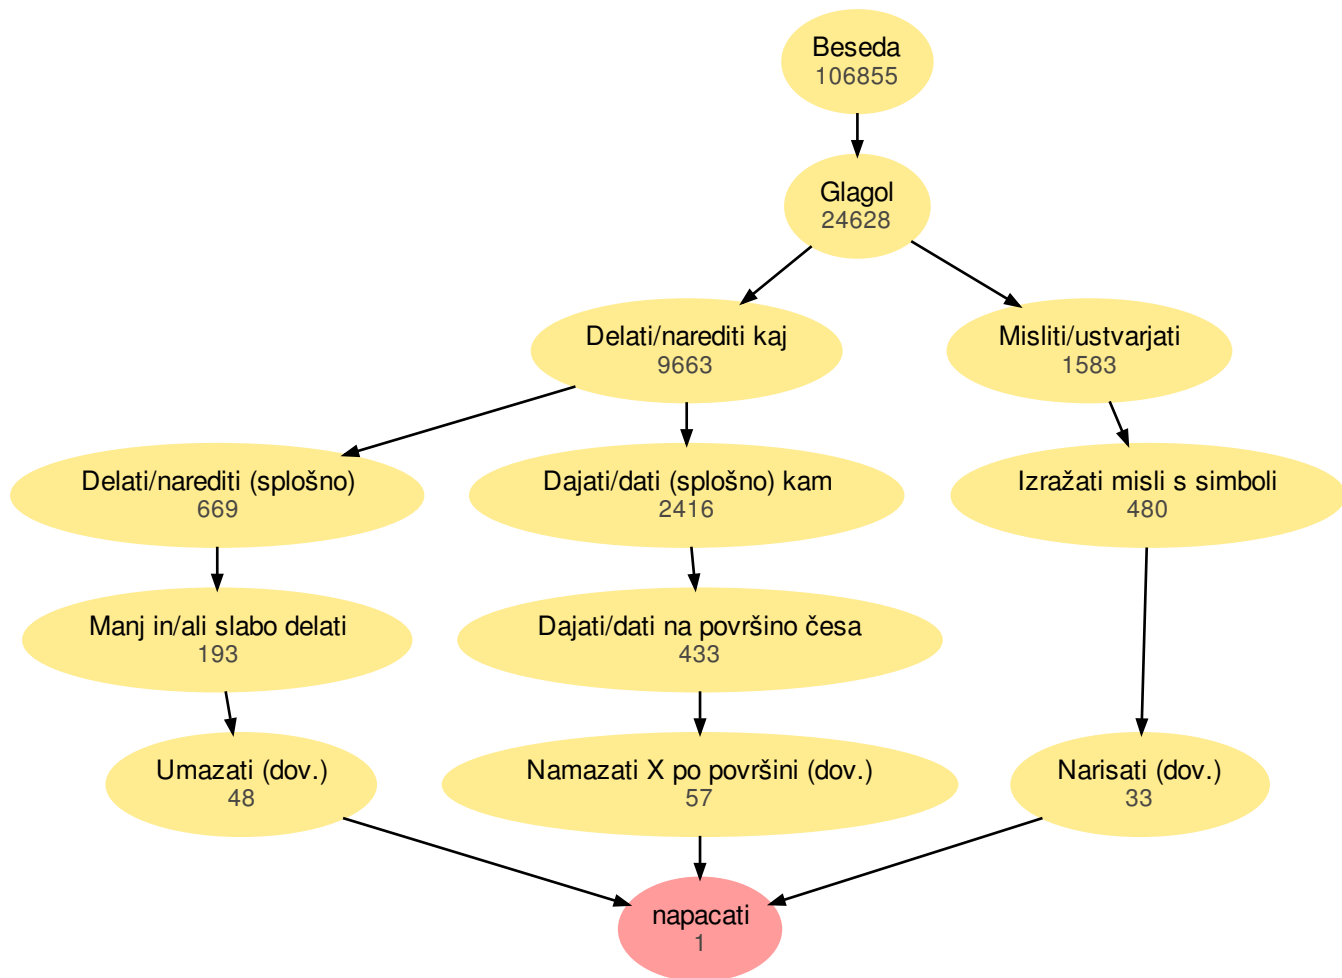 Beseda
106855
Glagol
24628
Delati/narediti kaj
9663
Misliti/ustvarjati
1583
Delati/narediti (splošno)
669
Dajati/dati (splošno) kam
2416
Izražati misli s simboli
480
Manj in/ali slabo delati
193
Dajati/dati na površino česa
433
Umazati (dov.)
48
Namazati X po površini (dov.)
57
Narisati (dov.)
33
napacati
1